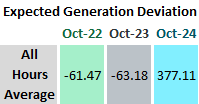 Expected Generation Deviation
Oct-22 Oct-23 Oct-24
All
Hours -61.47 -63.18 377.11
Average